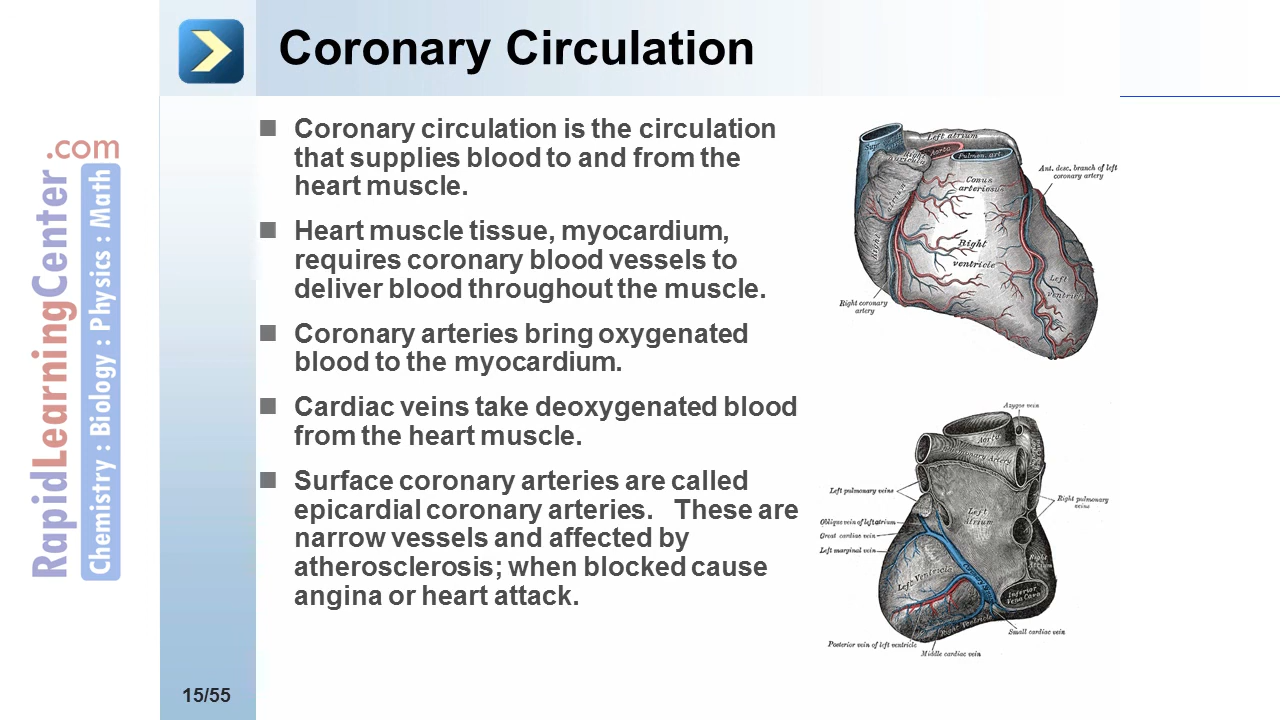 Coronary Circulation
Coronary circulation is the circulation
that supplies blood to and from the
heart muscle.
Heart muscle tissue, myocardium,
requires coronary blood vessels to
deliver blood throughout the muscle.
Coronary arteries bring oxygenated
blood to the myocardium.
Cardiac veins take deoxygenated blood
from the heart muscle.
Surface coronary arteries are called
epicardial coronary arteries. These are
narrow vessels and affected by
atherosclerosis; when blocked cause
angina or heart attack.
RapidLearningCenter.com
Chemistry : Biology : Physics : Math
15/55
Left atrium
Aorta
Pulmon. art.
Conus
arteriosus
Ant. desc. branch of left
coronary artery
Right
ventricle
Left
Ventricle
Right coronary
artery
Azygos vein
Aorta
Pulmonary Artery
Left pulmonary veins
Right pulmonary
veins
Left
atrium
Oblique vein of left atrium
Great cardiac vein
Left marginal vein
Right
Atrium
Left Ventricle
Inferior
Vena Cava
Right Ventricle
Small cardiac vein
Posterior vein of left ventricle
Middle cardiac vein